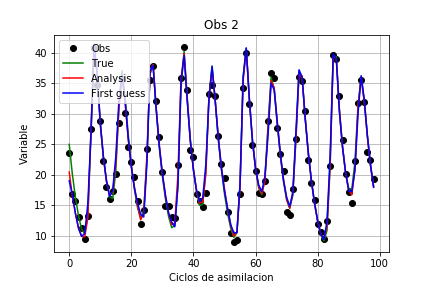 Obs 2
Obs
True
Analysis
First guess
Variable
40
35
30
25
20
15
10
0 20 40 60 80 100
Ciclos de asimilacion